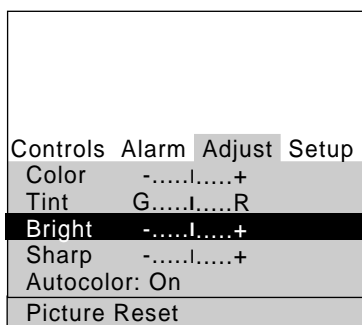 Controls Alarm Adjust Setup
Color -.....ı.....+
Tint G.....ı.....R
Bright -.....ı.....+
Sharp -.....ı.....+
Autocolor: On
Picture Reset